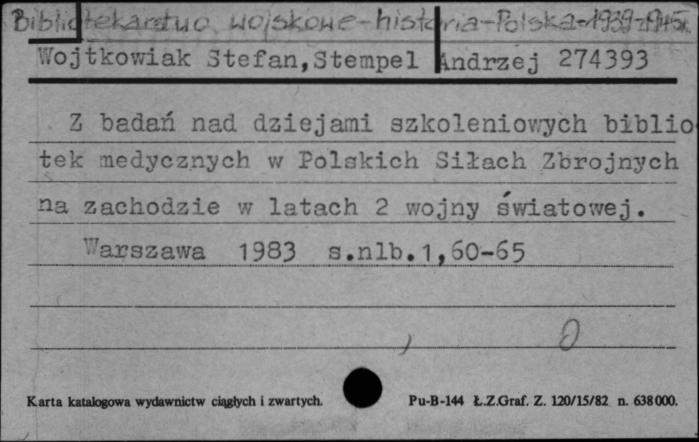 Bibliotekarstwo wojskowe-historia-Polska-1939-1945
Wojtkowiak Stefan,Stempel Andrzej 274393
Z badań nad dziejami szkoleniowych biblio
tek medycznych w Polskich Siłach Zbrojnych
na zachodzie w latach 2 wojny światowej.
Warszawa 1983 s.nlb.1,60-65
Karta katalogowa wydawnictw ciągłych i zwartych.
Pu-B-144 Ł.Z.Graf. Z. 120/15/82 n. 638000.